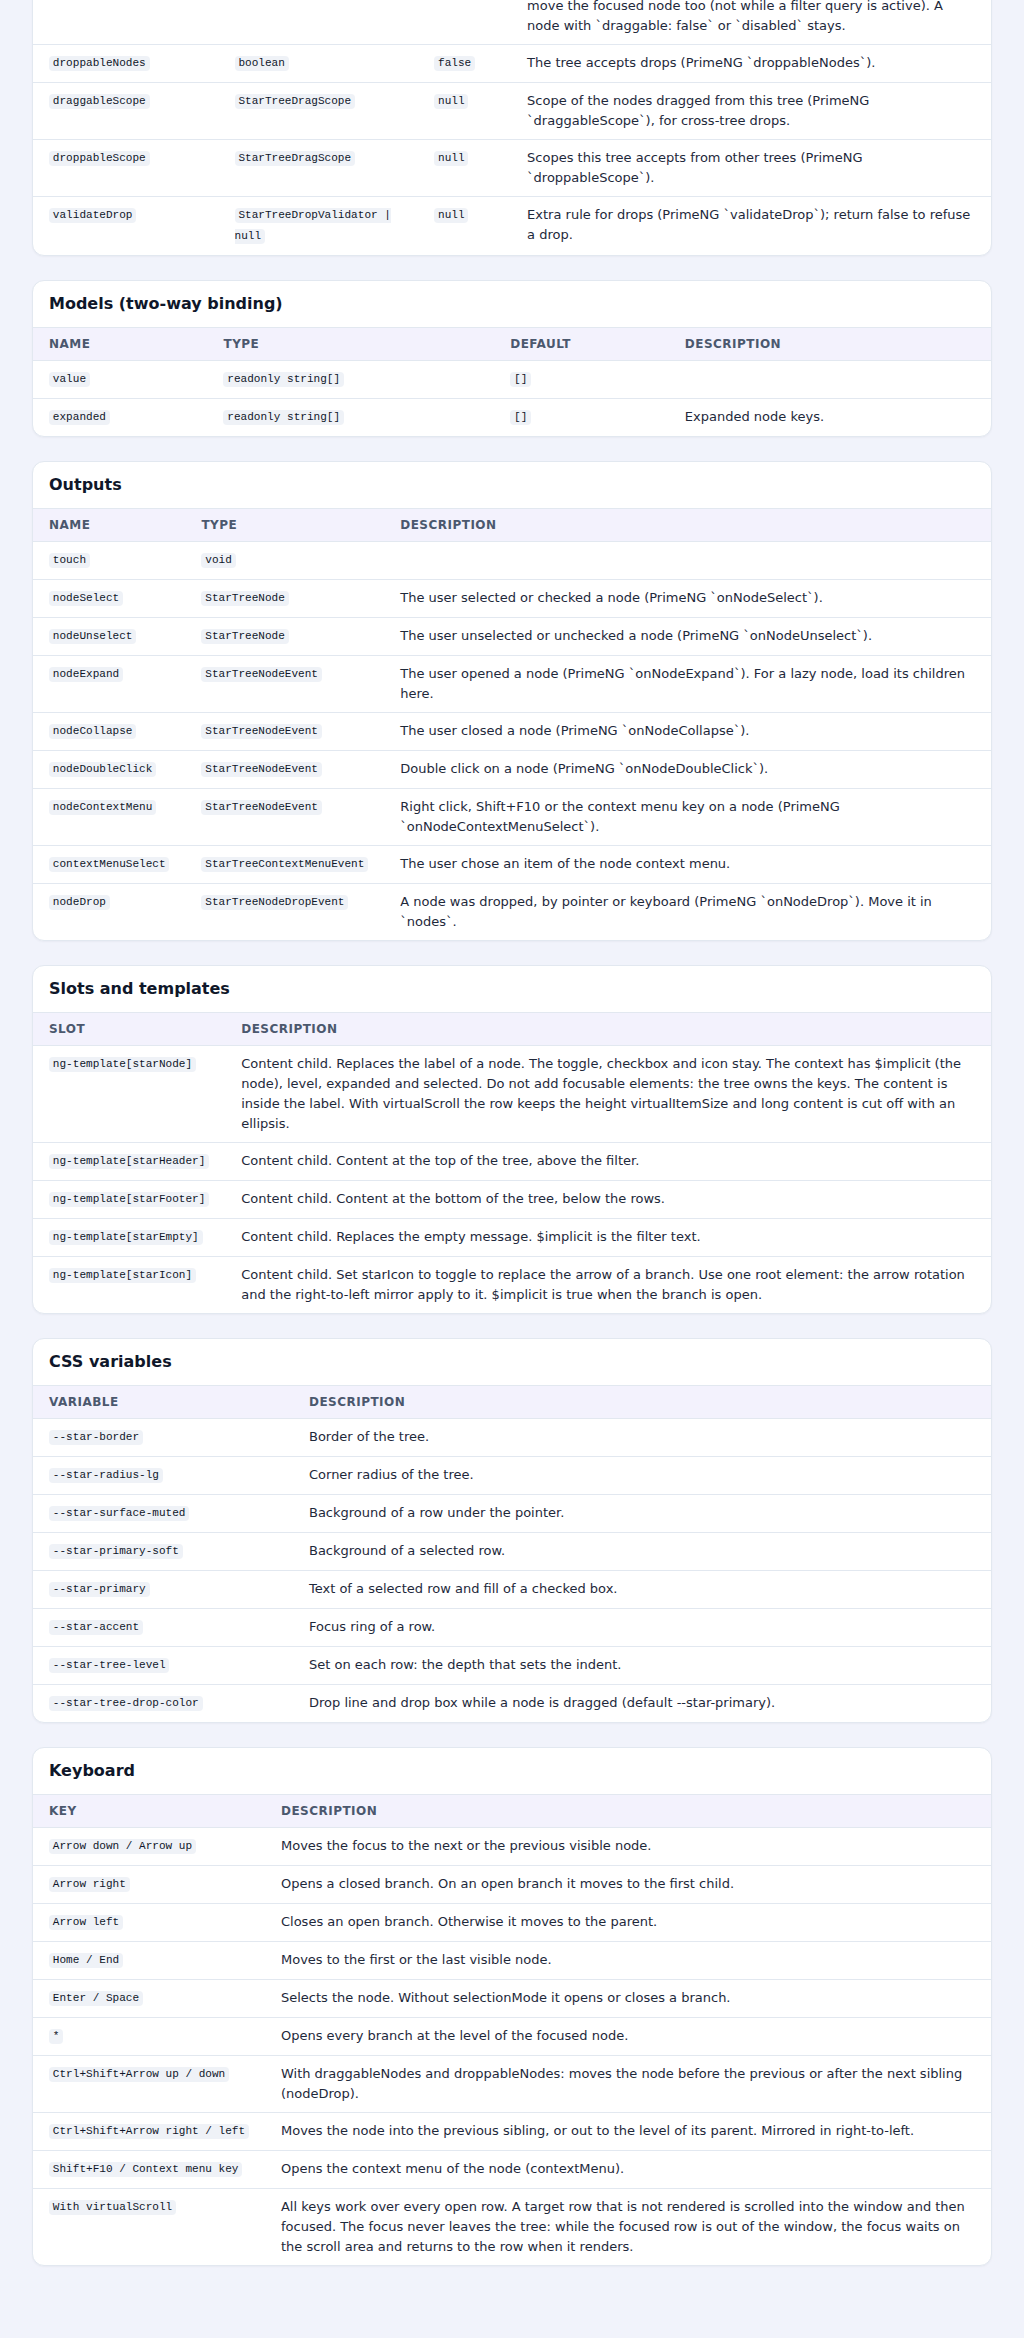 move the focused node too (not while a filter query is active). A
node with `draggable: false` or `disabled` stays.
droppableNodes boolean false The tree accepts drops (PrimeNG `droppableNodes`).
draggableScope StarTreeDragScope null Scope of the nodes dragged from this tree (PrimeNG
`draggableScope`), for cross-tree drops.
droppableScope StarTreeDragScope null Scopes this tree accepts from other trees (PrimeNG
`droppableScope`).
validateDrop StarTreeDropValidator | null Extra rule for drops (PrimeNG `validateDrop`); return false to refuse
null a drop.
Models (two-way binding)
NAME TYPE DEFAULT DESCRIPTION
value readonly string[] []
expanded readonly string[] [] Expanded node keys.
Outputs
NAME TYPE DESCRIPTION
touch void
nodeSelect StarTreeNode The user selected or checked a node (PrimeNG `onNodeSelect`).
nodeUnselect StarTreeNode The user unselected or unchecked a node (PrimeNG `onNodeUnselect`).
nodeExpand StarTreeNodeEvent The user opened a node (PrimeNG `onNodeExpand`). For a lazy node, load its children
here.
nodeCollapse StarTreeNodeEvent The user closed a node (PrimeNG `onNodeCollapse`).
nodeDoubleClick StarTreeNodeEvent Double click on a node (PrimeNG `onNodeDoubleClick`).
nodeContextMenu StarTreeNodeEvent Right click, Shift+F10 or the context menu key on a node (PrimeNG
`onNodeContextMenuSelect`).
contextMenuSelect StarTreeContextMenuEvent The user chose an item of the node context menu.
nodeDrop StarTreeNodeDropEvent A node was dropped, by pointer or keyboard (PrimeNG `onNodeDrop`). Move it in
`nodes`.
Slots and templates
SLOT DESCRIPTION
ng-template[starNode] Content child. Replaces the label of a node. The toggle, checkbox and icon stay. The context has $implicit (the
node), level, expanded and selected. Do not add focusable elements: the tree owns the keys. The content is
inside the label. With virtualScroll the row keeps the height virtualItemSize and long content is cut off with an
ellipsis.
ng-template[starHeader] Content child. Content at the top of the tree, above the filter.
ng-template[starFooter] Content child. Content at the bottom of the tree, below the rows.
ng-template[starEmpty] Content child. Replaces the empty message. $implicit is the filter text.
ng-template[starIcon] Content child. Set starIcon to toggle to replace the arrow of a branch. Use one root element: the arrow rotation
and the right-to-left mirror apply to it. $implicit is true when the branch is open.
CSS variables
VARIABLE DESCRIPTION
--star-border Border of the tree.
--star-radius-lg Corner radius of the tree.
--star-surface-muted Background of a row under the pointer.
--star-primary-soft Background of a selected row.
--star-primary Text of a selected row and fill of a checked box.
--star-accent Focus ring of a row.
--star-tree-level Set on each row: the depth that sets the indent.
--star-tree-drop-color Drop line and drop box while a node is dragged (default --star-primary).
Keyboard
KEY DESCRIPTION
Arrow down / Arrow up Moves the focus to the next or the previous visible node.
Arrow right Opens a closed branch. On an open branch it moves to the first child.
Arrow left Closes an open branch. Otherwise it moves to the parent.
Home / End Moves to the first or the last visible node.
Enter / Space Selects the node. Without selectionMode it opens or closes a branch.
* Opens every branch at the level of the focused node.
Ctrl+Shift+Arrow up / down With draggableNodes and droppableNodes: moves the node before the previous or after the next sibling
(nodeDrop).
Ctrl+Shift+Arrow right / left Moves the node into the previous sibling, or out to the level of its parent. Mirrored in right-to-left.
Shift+F10 / Context menu key Opens the context menu of the node (contextMenu).
With virtualScroll All keys work over every open row. A target row that is not rendered is scrolled into the window and then
focused. The focus never leaves the tree: while the focused row is out of the window, the focus waits on
the scroll area and returns to the row when it renders.